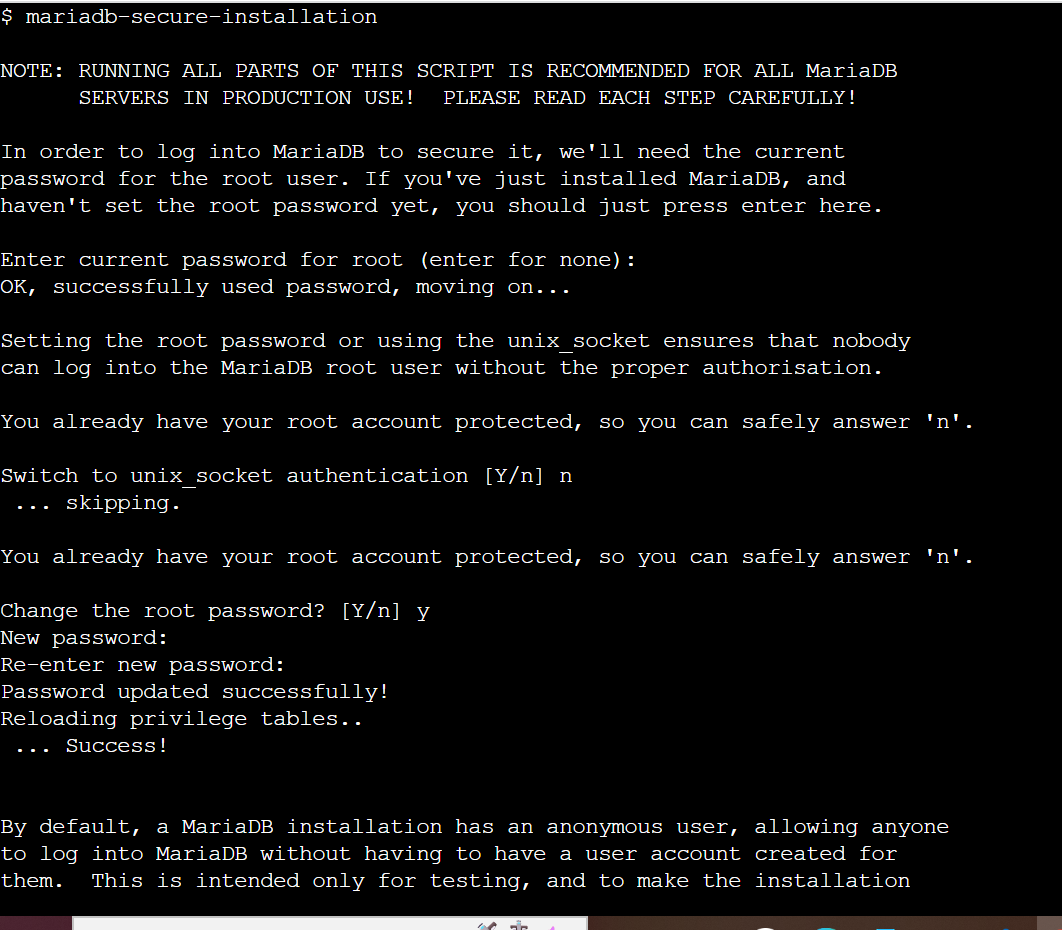 $ mariadb-secure-installation
NOTE: RUNNING ALL PARTS OF THIS SCRIPT IS RECOMMENDED FOR ALL MariaDB
SERVERS IN PRODUCTION USE!  PLEASE READ EACH STEP CAREFULLY!
In order to log into MariaDB to secure it, we'll need the current
password for the root user. If you've just installed MariaDB, and
haven't set the root password yet, you should just press enter here.
Enter current password for root (enter for none):
OK, successfully used password, moving on...
Setting the root password or using the unix_socket ensures that nobody
can log into the MariaDB root user without the proper authorisation.
You already have your root account protected, so you can safely answer 'n'.
Switch to unix_socket authentication [Y/n] n
... skipping.
You already have your root account protected, so you can safely answer 'n'.
Change the root password? [Y/n] y
New password:
Re-enter new password:
Password updated successfully!
Reloading privilege tables..
... Success!
By default, a MariaDB installation has an anonymous user, allowing anyone
to log into MariaDB without having to have a user account created for
them.  This is intended only for testing, and to make the installation